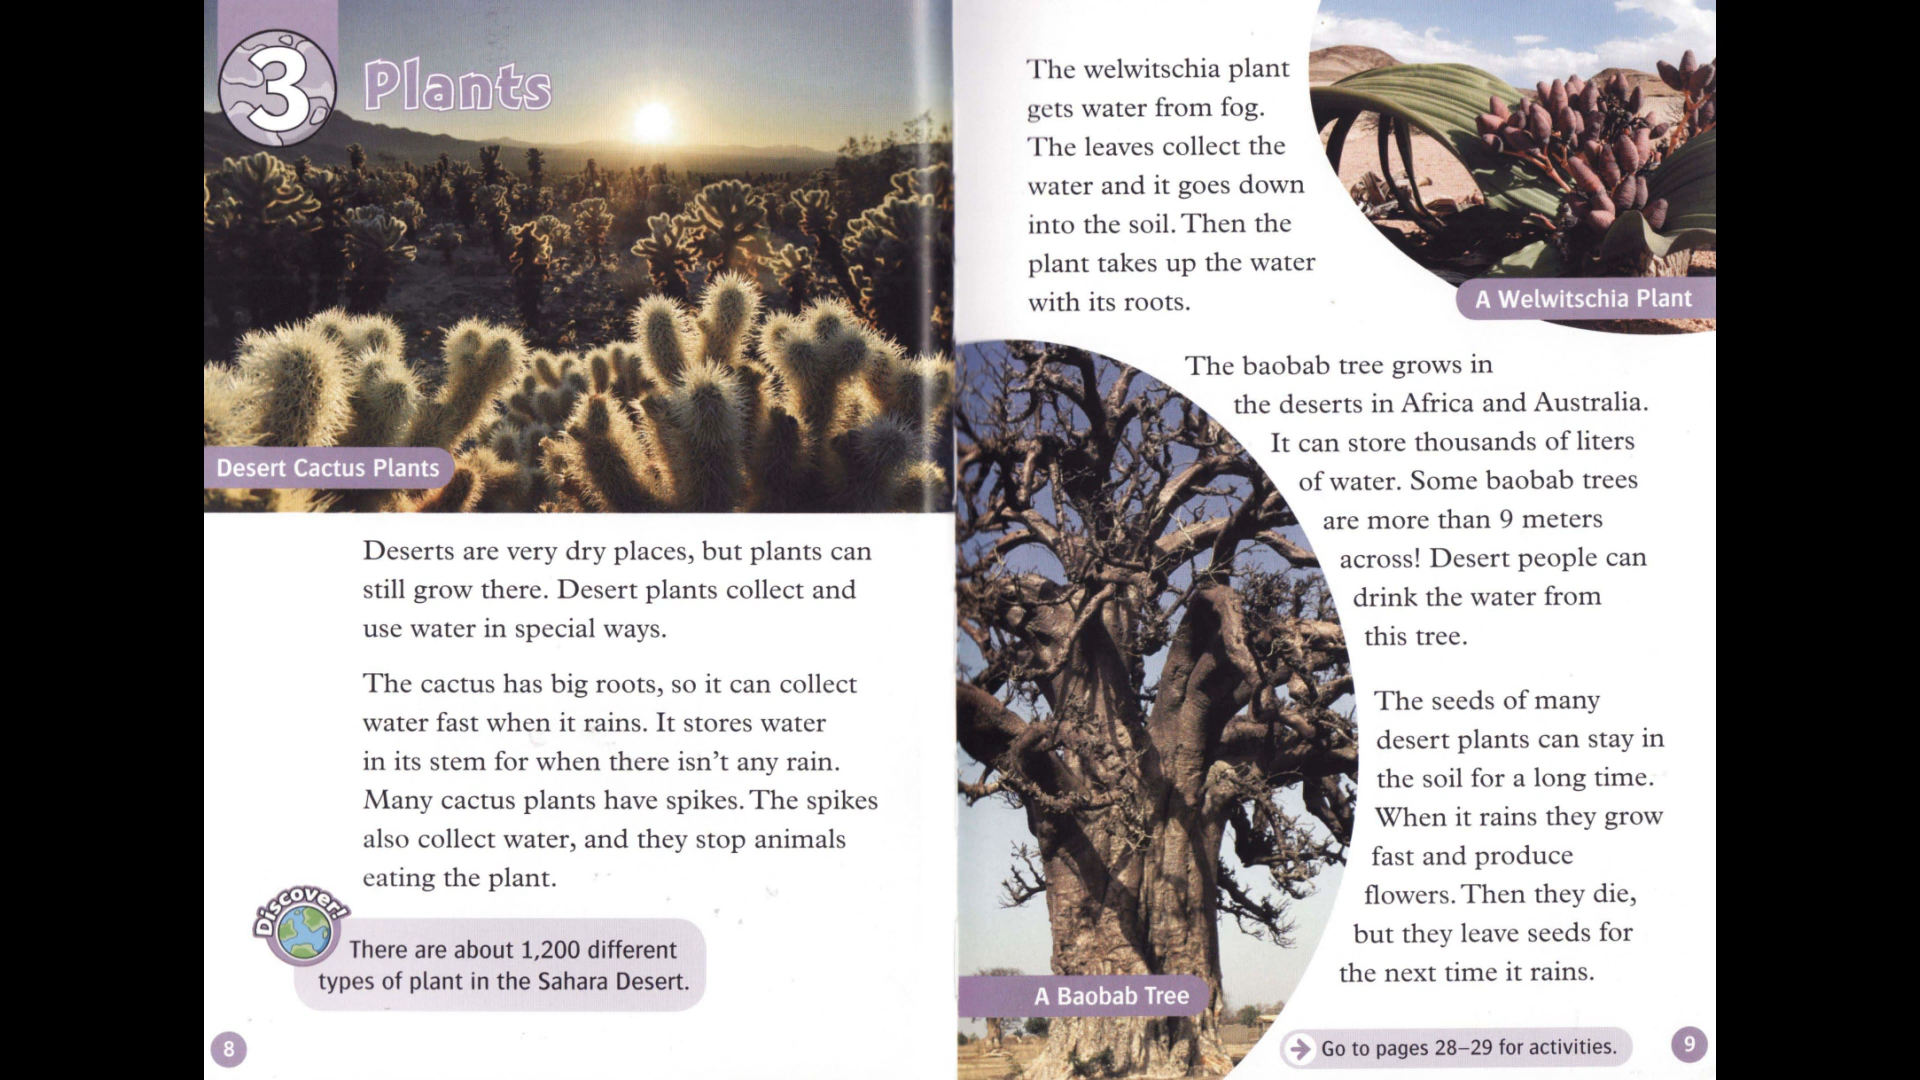 3
Plants
Desert Cactus Plants
Deserts are very dry places, but plants can
still grow there. Desert plants collect and
use water in special ways.
The cactus has big roots, so it can collect
water fast when it rains. It stores water
in its stem for when there isn't any rain.
Many cactus plants have spikes. The spikes
also collect water, and they stop animals
eating the plant.
Discover!
There are about 1,200 different
types of plant in the Sahara Desert.
8
The welwitschia plant
gets water from fog.
The leaves collect the
water and it goes down
into the soil. Then the
plant takes up the water
with its roots.
A Welwitschia Plant
The baobab tree grows in
the deserts in Africa and Australia.
It can store thousands of liters
of water. Some baobab trees
are more than 9 meters
across! Desert people can
drink the water from
this tree.
The seeds of many
desert plants can stay in
the soil for a long time.
When it rains they grow
fast and produce
flowers. Then they die,
but they leave seeds for
the next time it rains.
A Baobab Tree
Go to pages 28–29 for activities.
9